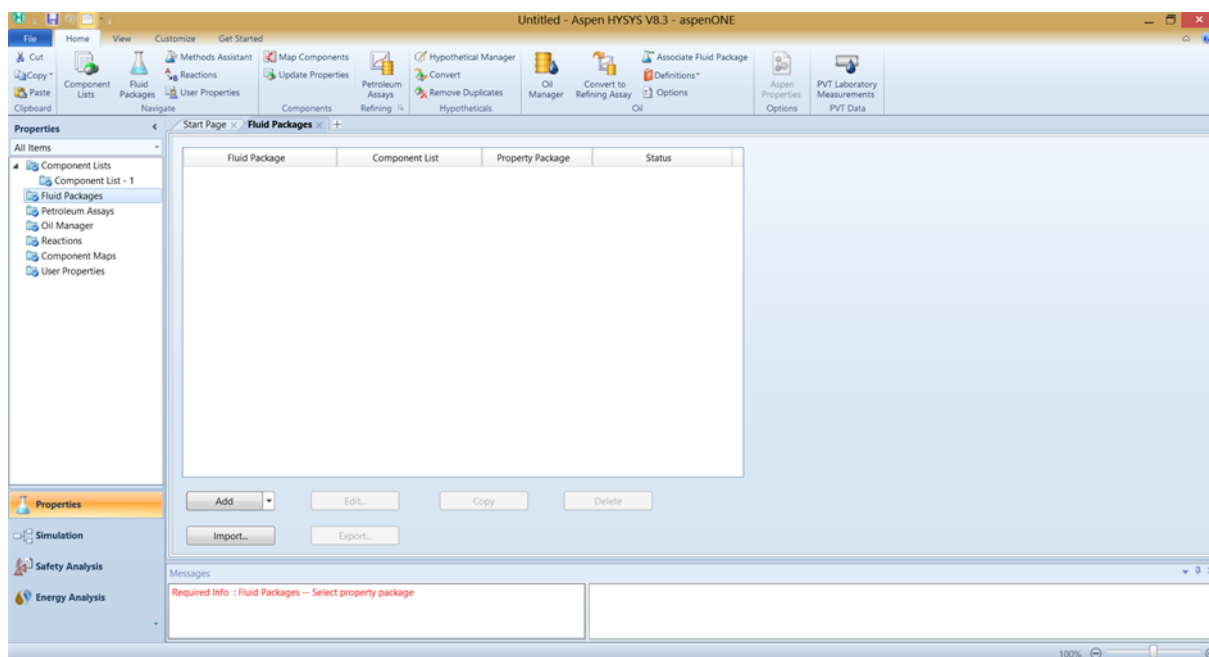 Untitled - Aspen HYSYS V8.3 - aspenONE
File Home View Customize Get Started
Cut
Copy
Paste
Clipboard
Component Lists
Fluid Packages
Methods Assistant
Reactions
User Properties
Navigate
Map Components
Update Properties
Components
Petroleum Assays
Refining
Hypothetical Manager
Convert
Remove Duplicates
Hypotheticals
Oil Manager
Convert to Refining Assay
Associate Fluid Package
Definitions
Options
Oil
Aspen Properties
Options
PVT Laboratory Measurements
PVT Data
Properties
All Items
Component Lists
Component List - 1
Fluid Packages
Petroleum Assays
Oil Manager
Reactions
Component Maps
User Properties
Properties
Simulation
Safety Analysis
Energy Analysis
Start Page Fluid Packages
Fluid Package Component List Property Package Status
Add Edit... Copy Delete
Import... Export...
Messages
Required Info : Fluid Packages -- Select property package
100%